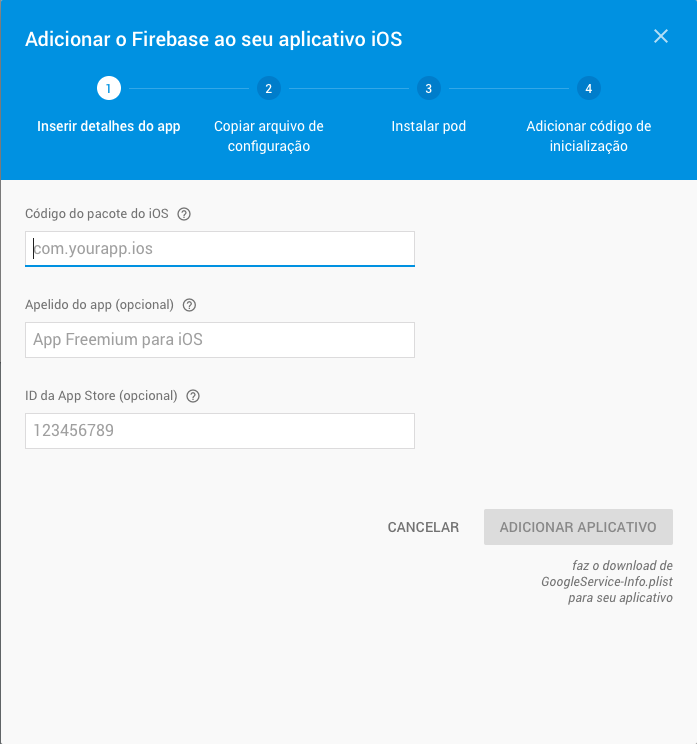 Adicionar o Firebase ao seu aplicativo iOS
1
2
3
4
Inserir detalhes do app
Copiar arquivo de
configuração
Instalar pod
Adicionar código de
inicialização
Código do pacote do iOS ?
com.yourapp.ios
Apelido do app (opcional) ?
App Freemium para iOS
ID da App Store (opcional) ?
123456789
CANCELAR
ADICIONAR APLICATIVO
faz o download de
GoogleService-Info.plist
para seu aplicativo